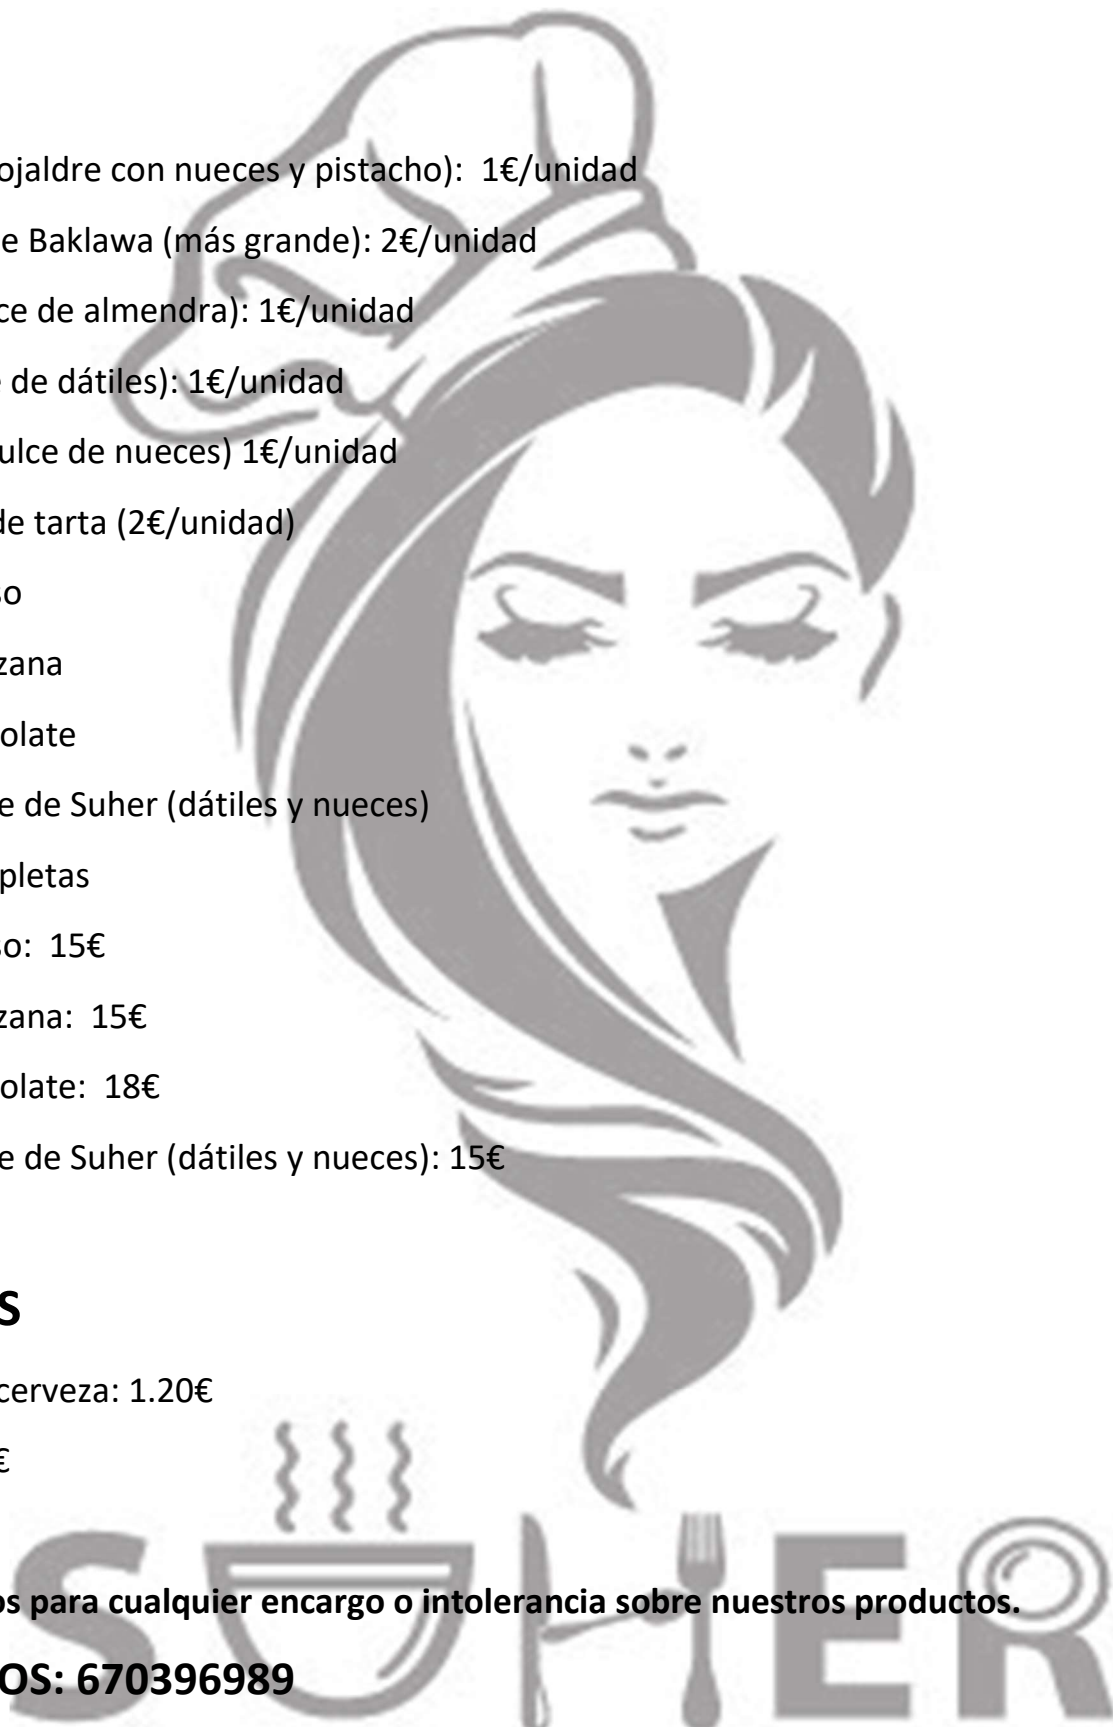 ojaldre con nueces y pistacho): 1€/unidad
e Baklawa (más grande): 2€/unidad
ce de almendra): 1€/unidad
e de dátiles): 1€/unidad
ulce de nueces) 1€/unidad
de tarta (2€/unidad)
so
zana
olate
e de Suher (dátiles y nueces)
pletas
so: 15€
zana: 15€
olate: 18€
e de Suher (dátiles y nueces): 15€
S
cerveza: 1.20€
€
SUHER
os para cualquier encargo o intolerancia sobre nuestros productos.
OS: 670396989